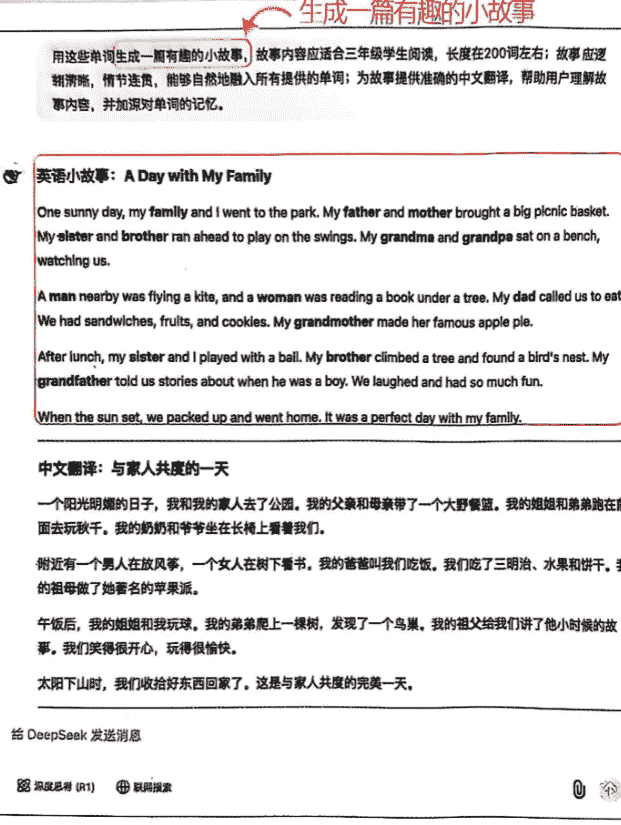 生成一篇有趣的小故事
用这些单词生成一篇有趣的小故事，故事内容应适合三年级学生阅读，长度在200词左右；故事应逻
辑清晰，情节连贯，能够自然地融入所有提供的单词；为故事提供准确的中文翻译，帮助用户理解故
事内容，并加深对单词的记忆。
英语小故事：A Day with My Family
One sunny day, my family and I went to the park. My father and mother brought a big picnic basket.
My sister and brother ran ahead to play on the swings. My grandma and grandpa sat on a bench,
watching us.
A man nearby was flying a kite, and a woman was reading a book under a tree. My dad called us to eat
We had sandwiches, fruits, and cookies. My grandmother made her famous apple pie.
After lunch, my sister and I played with a ball. My brother climbed a tree and found a bird's nest. My
grandfather told us stories about when he was a boy. We laughed and had so much fun.
When the sun set, we packed up and went home. It was a perfect day with my family.
中文翻译：与家人共度的一天
一个阳光明媚的日子，我和我的家人去了公园。我的父亲和母亲带了一个大野餐篮。我的姐姐和弟弟跑在前
面去玩秋千。我的奶奶和爷爷坐在长椅上看着我们。
附近有一个男人在放风筝，一个女人在树下看书。我的爸爸叫我们吃饭。我们吃了三明治、水果和饼干。我
的祖母做了她著名的苹果派。
午饭后，我的姐姐和我玩球。我的弟弟爬上一棵树，发现了一个鸟巢。我的祖父给我们讲了他小时候的故
事。我们笑得很开心，玩得很愉快。
太阳下山时，我们收拾好东西回家了。这是与家人共度的完美一天。
给 DeepSeek 发送消息
深度思考 (R1) 联网搜索